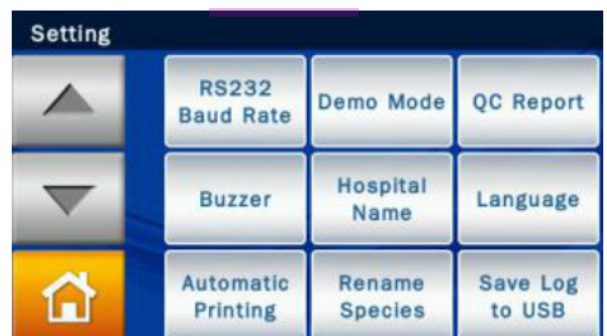 Setting
RS232
Baud Rate
Demo Mode
QC Report
Buzzer
Hospital
Name
Language
Automatic
Printing
Rename
Species
Save Log
to USB